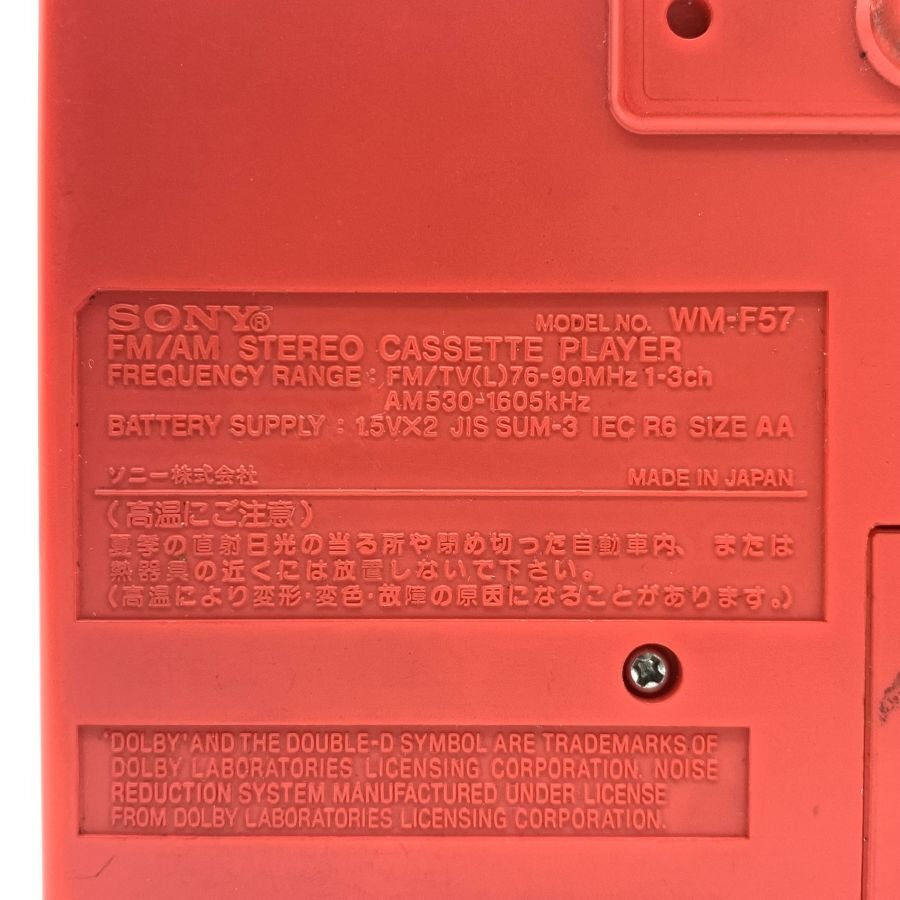 SONY® MODEL NO. WM-F57
FM/AM STEREO CASSETTE PLAYER
FREQUENCY RANGE : FM/TV(L)76-90MHz 1-3ch
AM530-1605kHz
BATTERY SUPPLY : 1.5V×2 JIS SUM-3 IEC R6 SIZE AA
ソニー株式会社 MADE IN JAPAN
〈高温にご注意〉
夏季の直射日光の当る所や閉め切った自動車内、または
熱器具の近くには放置しないで下さい。
(高温により変形・変色・故障の原因になることがあります。)
'DOLBY' AND THE DOUBLE-D SYMBOL ARE TRADEMARKS OF
DOLBY LABORATORIES LICENSING CORPORATION. NOISE
REDUCTION SYSTEM MANUFACTURED UNDER LICENSE
FROM DOLBY LABORATORIES LICENSING CORPORATION.